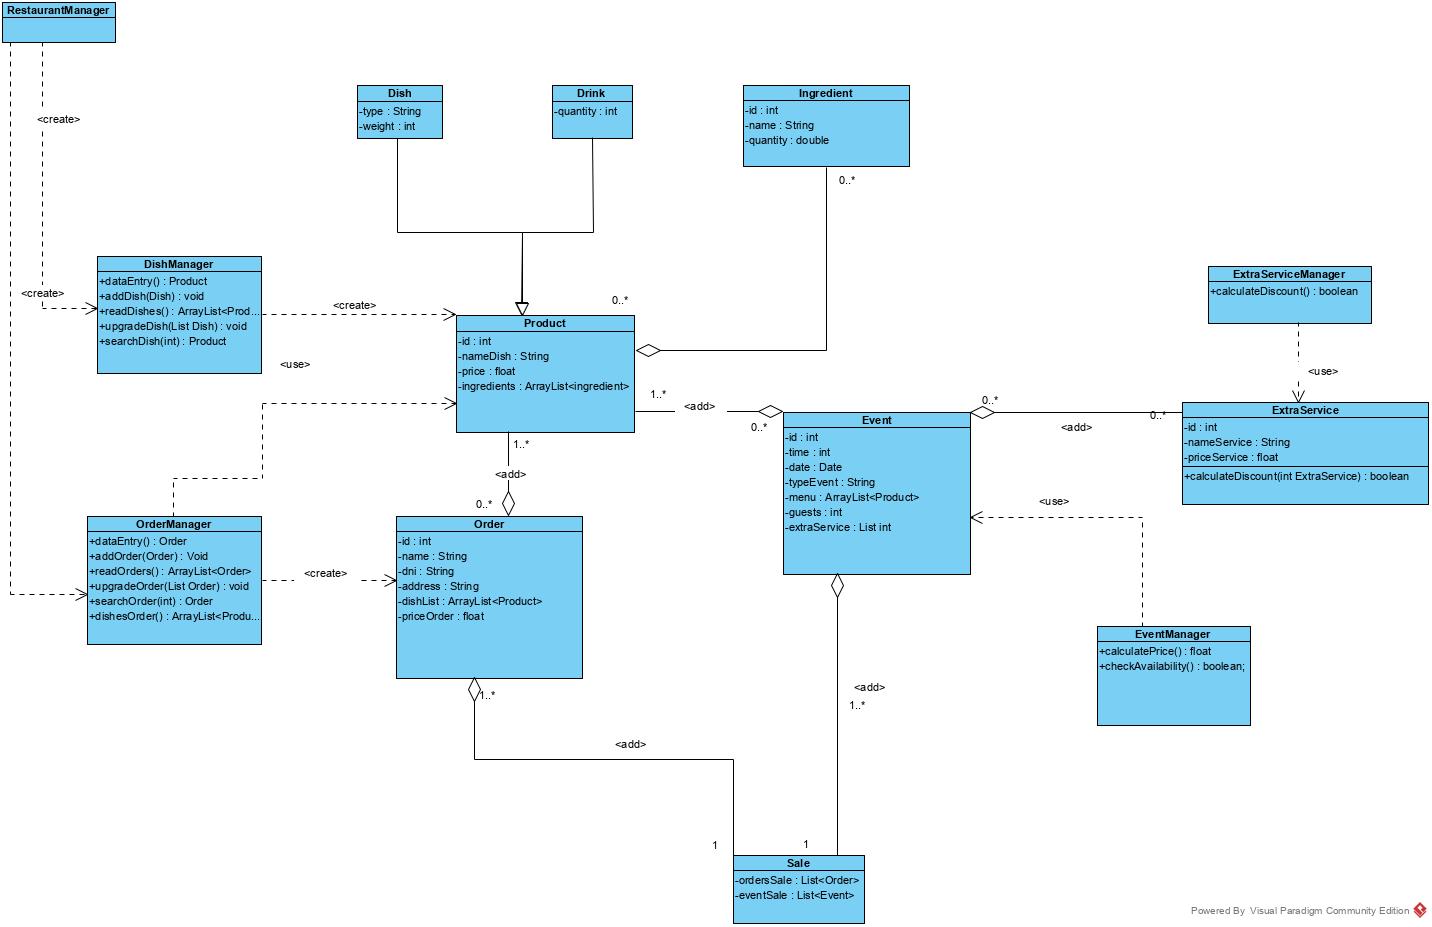 RestaurantManager
<create>
<create>
Dish
-type : String
-weight : int
Drink
-quantity : int
Ingredient
-id : int
-name : String
-quantity : double
0..*
DishManager
+dataEntry() : Product
+addDish(Dish) : void
+readDishes() : ArrayList<Prod...
+upgradeDish(List Dish) : void
+searchDish(int) : Product
<create>
<use>
0..*
Product
-id : int
-nameDish : String
-price : float
-ingredients : ArrayList<ingredient>
1..*
<add>
0..*
ExtraServiceManager
+calculateDiscount() : boolean
<use>
Event
-id : int
-time : int
-date : Date
-typeEvent : String
-menu : ArrayList<Product>
-guests : int
-extraService : List int
0..*
<add>
0..*
ExtraService
-id : int
-nameService : String
-priceService : float
+calculateDiscount(int ExtraService) : boolean
1..*
<add>
0..*
<use>
OrderManager
+dataEntry() : Order
+addOrder(Order) : Void
+readOrders() : ArrayList<Order>
+upgradeOrder(List Order) : void
+searchOrder(int) : Order
+dishesOrder() : ArrayList<Produ...
<create>
Order
-id : int
-name : String
-dni : String
-address : String
-dishList : ArrayList<Product>
-priceOrder : float
EventManager
+calculatePrice() : float
+checkAvailability() : boolean;
1..*
<add>
<add>
1..*
1
1
Sale
-ordersSale : List<Order>
-eventSale : List<Event>
Powered By Visual Paradigm Community Edition